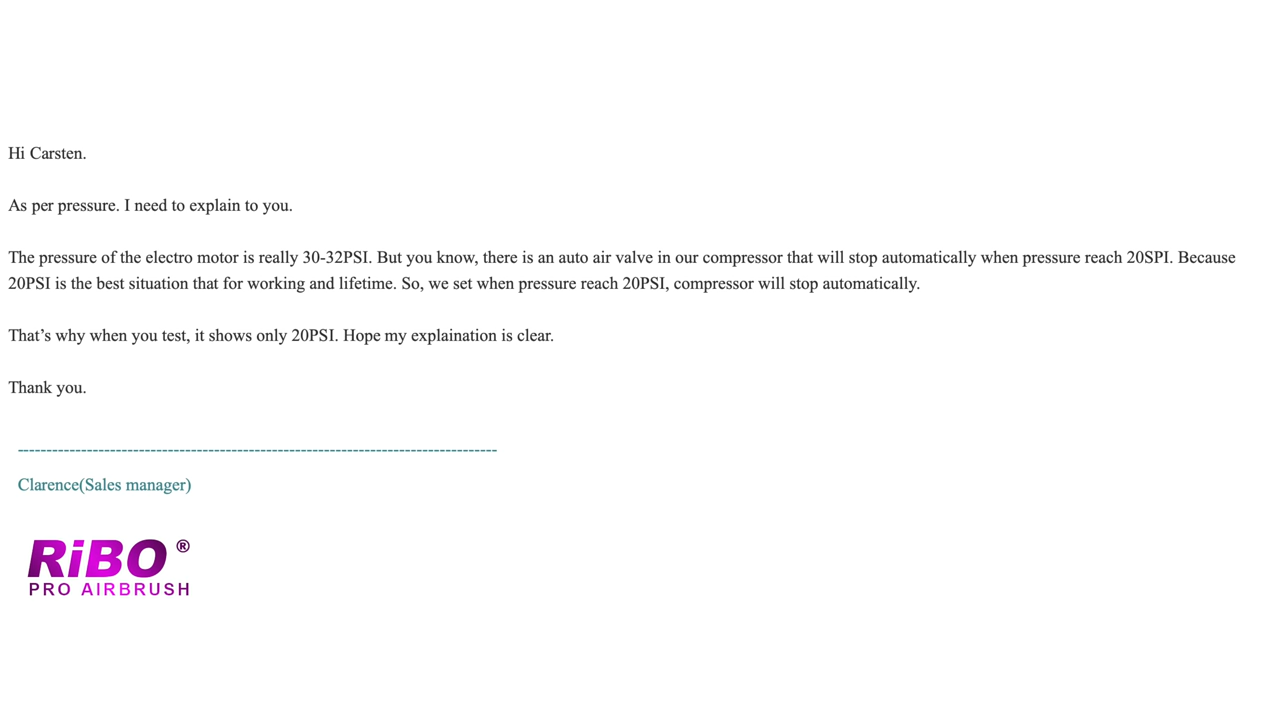 Hi Carsten.
As per pressure. I need to explain to you.
The pressure of the electro motor is really 30-32PSI. But you know, there is an auto air valve in our compressor that will stop automatically when pressure reach 20SPI. Because
20PSI is the best situation that for working and lifetime. So, we set when pressure reach 20PSI, compressor will stop automatically.
That’s why when you test, it shows only 20PSI. Hope my explaination is clear.
Thank you.
------------------------------------------------------------------------------------
Clarence(Sales manager)
RiBO ®
PRO AIRBRUSH